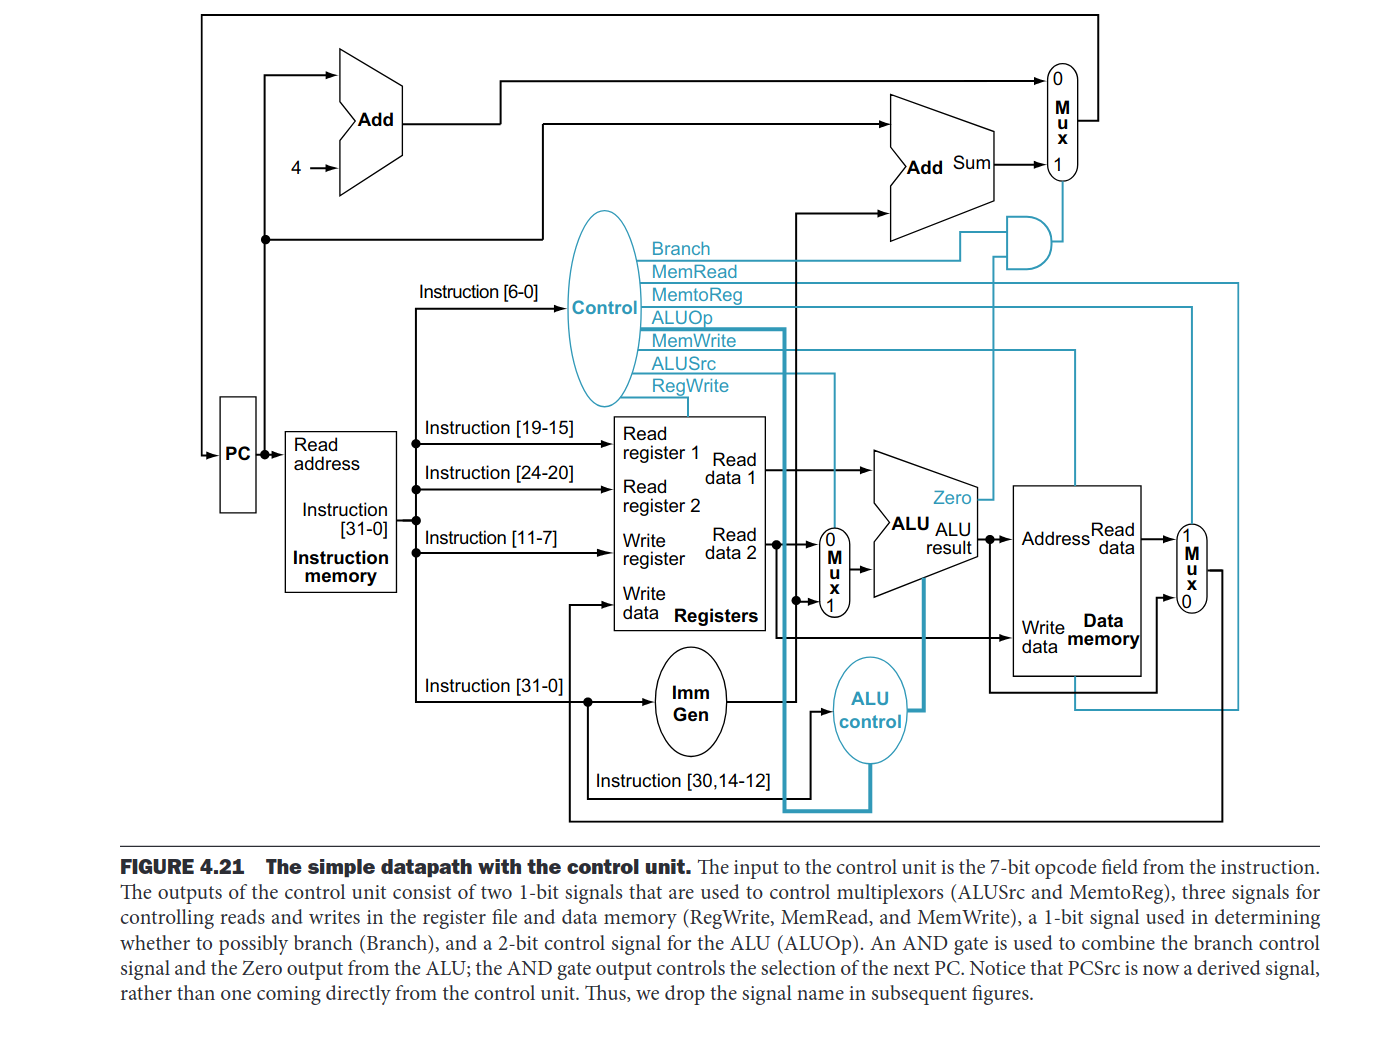 0
M
u
x
1
Add
4
Add Sum
Branch
MemRead
MemtoReg
ALUOp
MemWrite
ALUSrc
RegWrite
Control
Instruction [6-0]
PC
Read
address
Instruction
[31-0]
Instruction
memory
Instruction [19-15]
Instruction [24-20]
Instruction [11-7]
Instruction [31-0]
Instruction [30,14-12]
Read
register 1
Read
data 1
Read
register 2
Write
register
Read
data 2
Write
data
Registers
Imm
Gen
0
M
u
x
1
Zero
ALU
ALU
result
ALU
control
Address
Read
data
Write
data
Data
memory
1
M
u
x
0
FIGURE 4.21 The simple datapath with the control unit. The input to the control unit is the 7-bit opcode field from the instruction.
The outputs of the control unit consist of two 1-bit signals that are used to control multiplexors (ALUSrc and MemtoReg), three signals for
controlling reads and writes in the register file and data memory (RegWrite, MemRead, and MemWrite), a 1-bit signal used in determining
whether to possibly branch (Branch), and a 2-bit control signal for the ALU (ALUOp). An AND gate is used to combine the branch control
signal and the Zero output from the ALU; the AND gate output controls the selection of the next PC. Notice that PCSrc is now a derived signal,
rather than one coming directly from the control unit. Thus, we drop the signal name in subsequent figures.